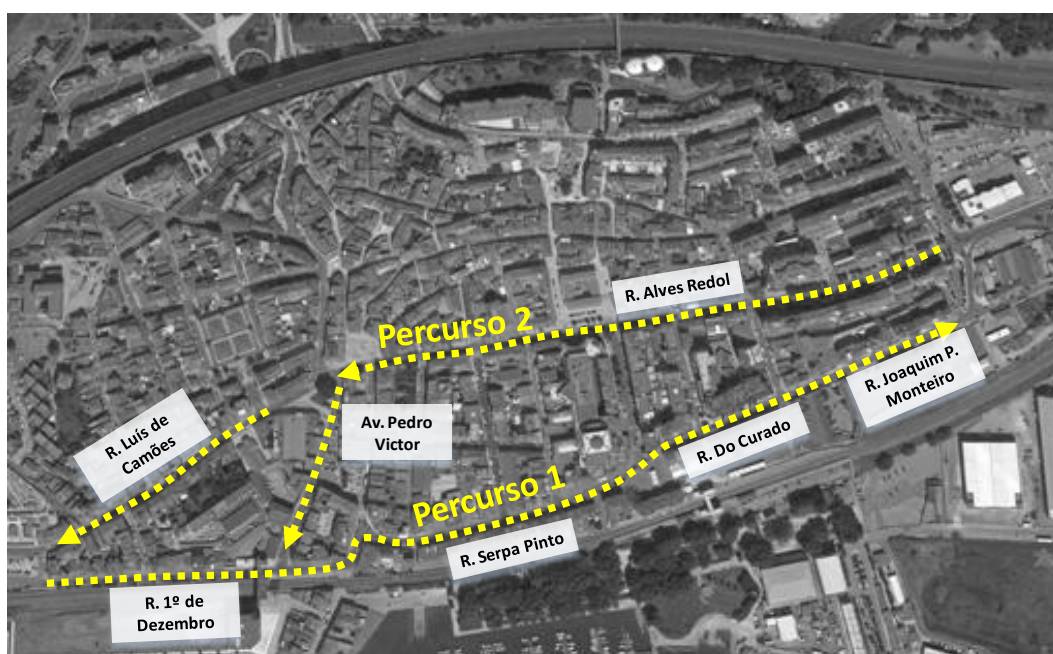 R. Alves Redol
Percurso 2
R. Joaquim P.
Monteiro
R. Luís de
Camões
Av. Pedro
Victor
R. Do Curado
Percurso 1
R. Serpa Pinto
R. 1º de
Dezembro